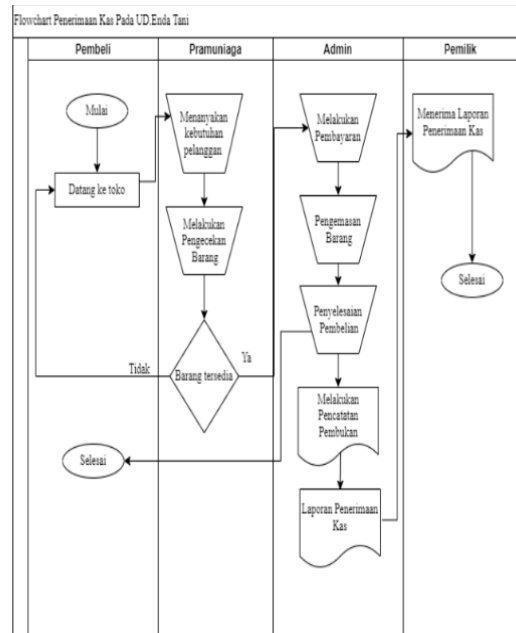 Flowchart Penerimaan Kas Pada UD.Enda Tani
Pembeli
Pramuniaga
Admin
Pemilik
Mulai
Datang ke toko
Menanyakan
kebutuhan
pelanggan
Melakukan
Pengecekan
Barang
Barang tersedia
Tidak
Ya
Melakukan
Pembayaran
Pengemasan
Barang
Penyelesaian
Pembelian
Melakukan
Pencatatan
Pembukan
Laporan Penerimaan
Kas
Menerima Laporan
Penerimaan Kas
Selesai
Selesai